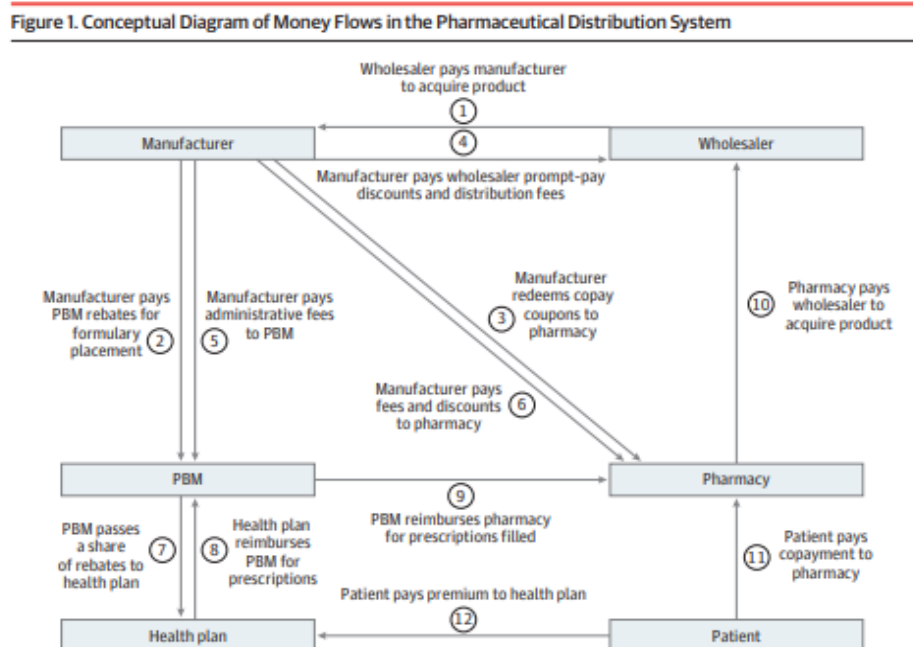 Figure 1. Conceptual Diagram of Money Flows in the Pharmaceutical Distribution System
Wholesaler pays manufacturer
to acquire product
1
Manufacturer
4
Wholesaler
Manufacturer pays wholesaler prompt-pay
discounts and distribution fees
Manufacturer pays
PBM rebates for
formulary
placement
2
5
Manufacturer pays
administrative fees
to PBM
Manufacturer
redeems copay
coupons to
pharmacy
3
10
Pharmacy pays
wholesaler to
acquire product
Manufacturer pays
fees and discounts
to pharmacy
6
PBM
Pharmacy
9
PBM reimburses pharmacy
for prescriptions filled
PBM passes
a share
of rebates to
health plan
7
8
Health plan
reimburses
PBM for
prescriptions
11
Patient pays
copayment to
pharmacy
Patient pays premium to health plan
12
Health plan
Patient